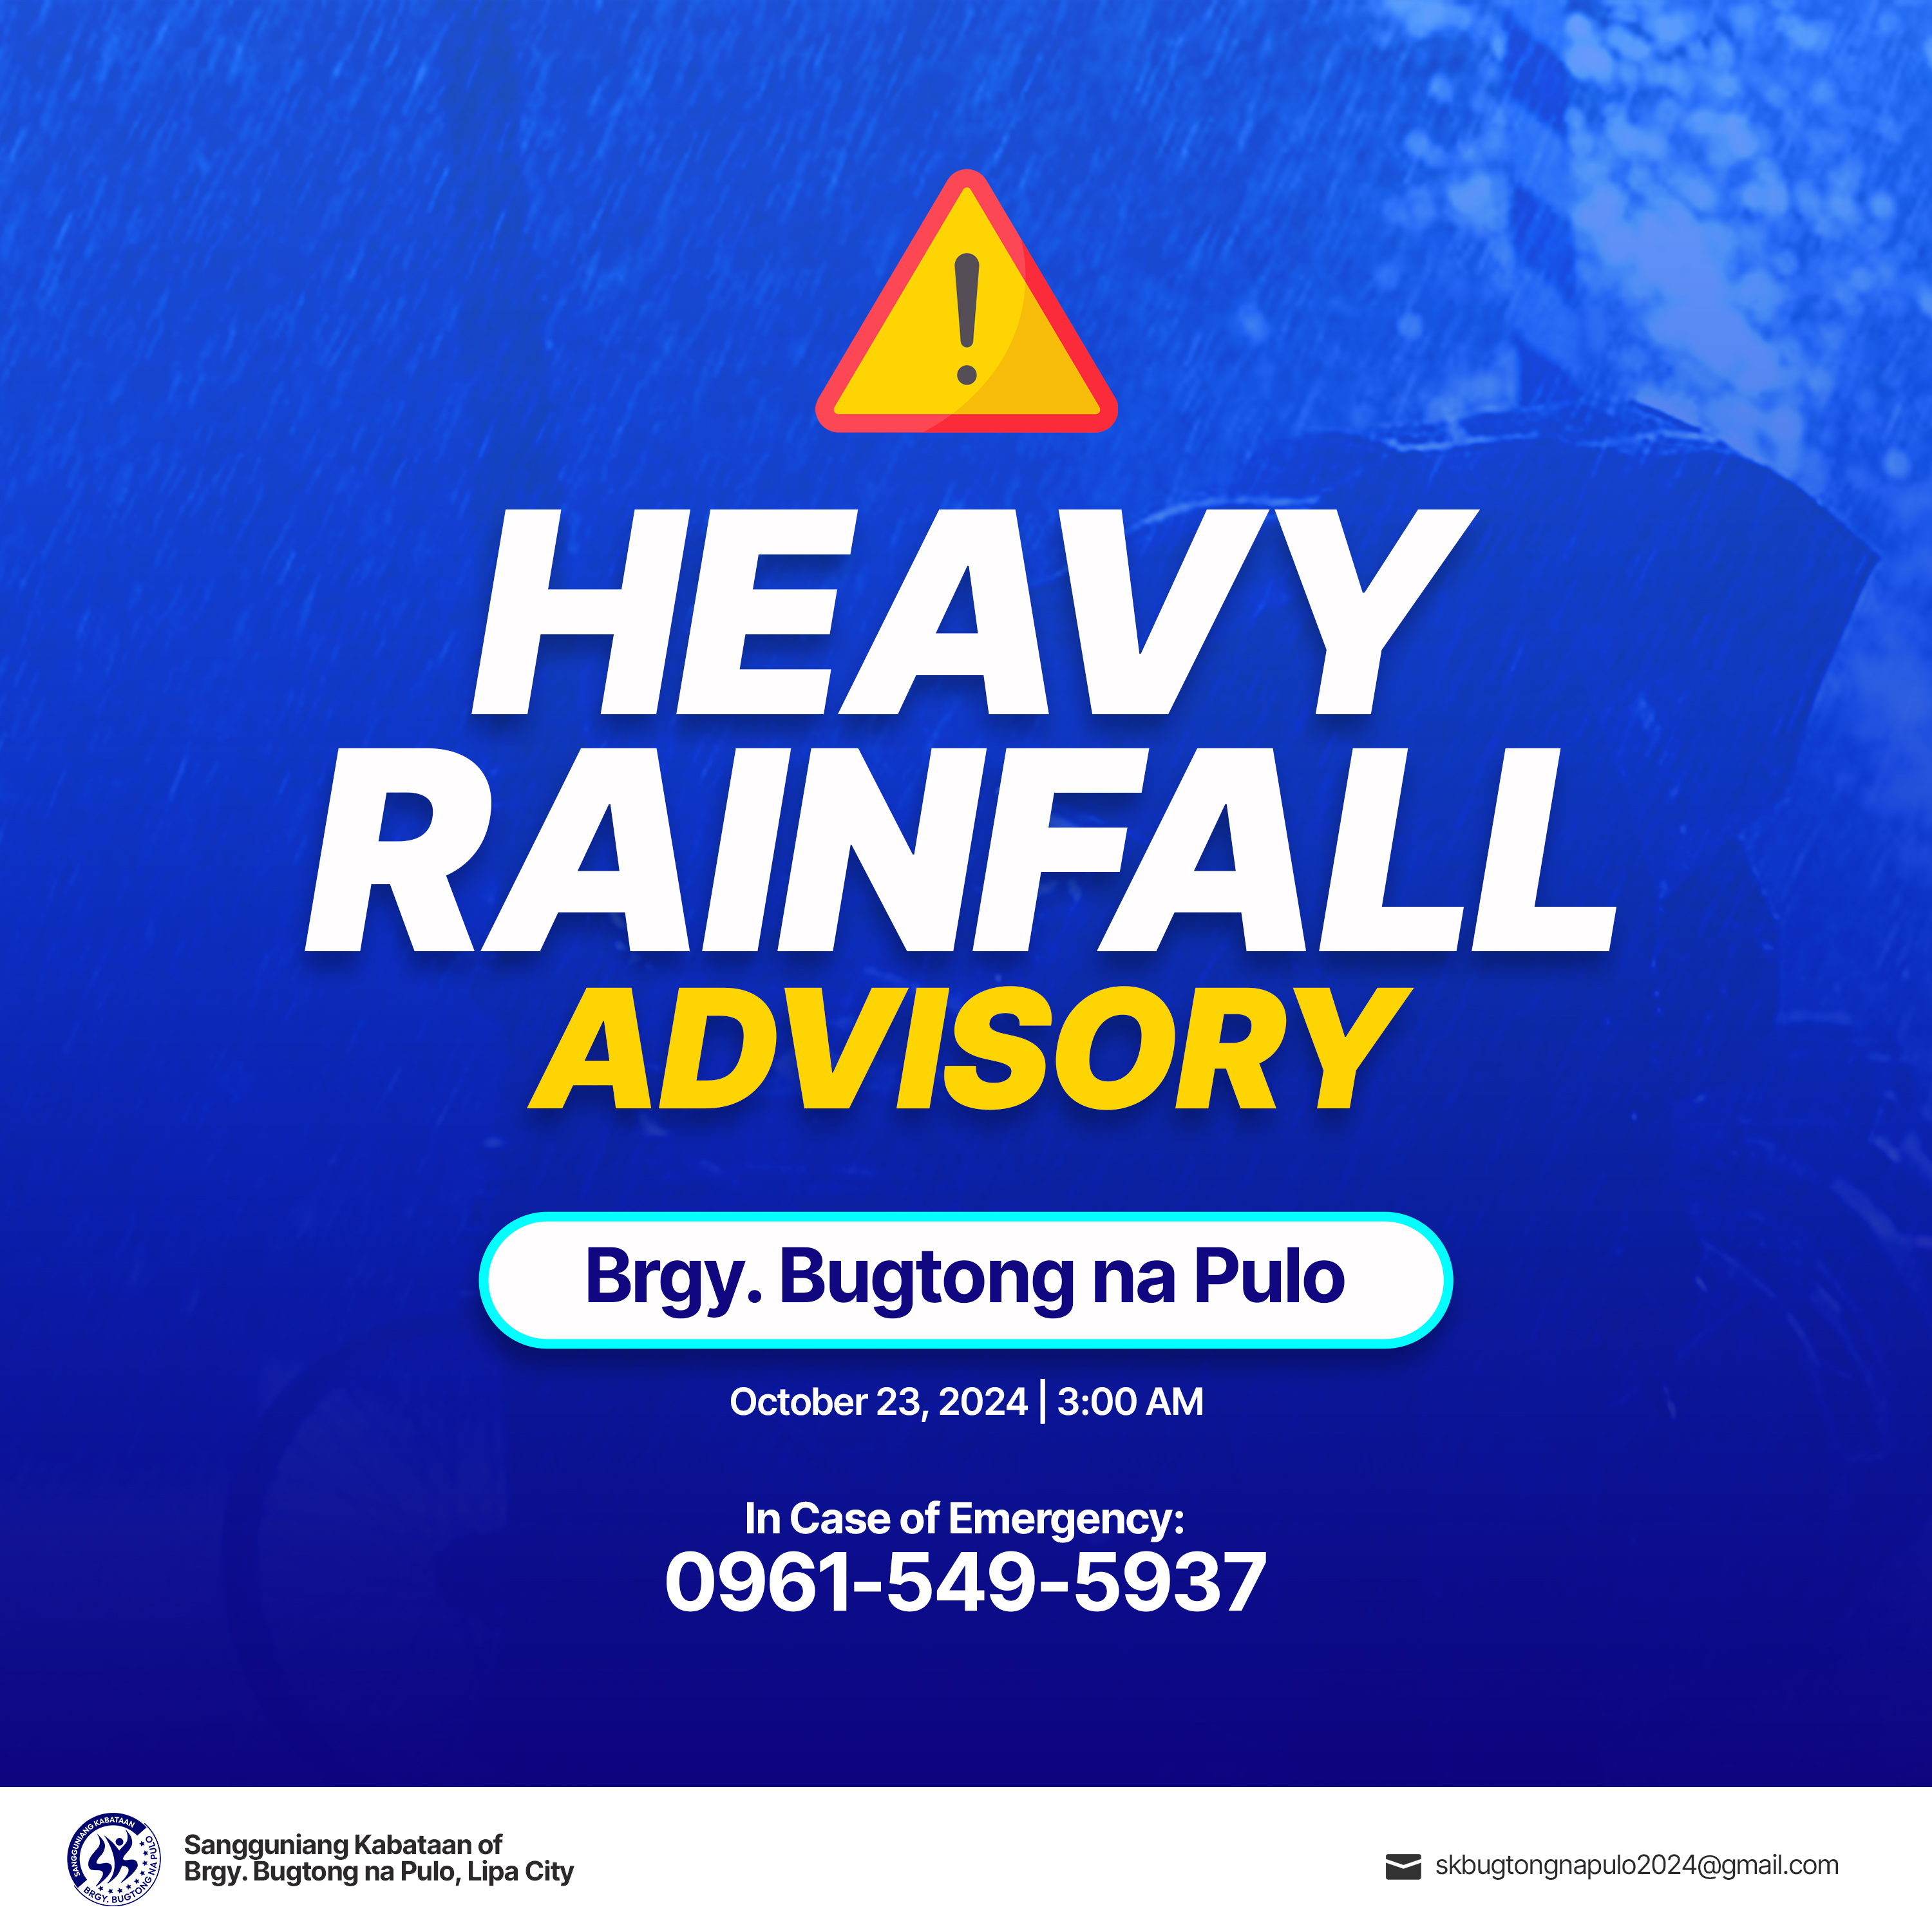 HEAVY
RAINFALL
ADVISORY
Brgy. Bugtong na Pulo
October 23, 2024 | 3:00 AM
In Case of Emergency:
0961-549-5937
SANGGUNIANG KABATAAN
BRGY. BUGTONG NA PULO
Sangguniang Kabataan of
Brgy. Bugtong na Pulo, Lipa City
skbugtongnapulo2024@gmail.com